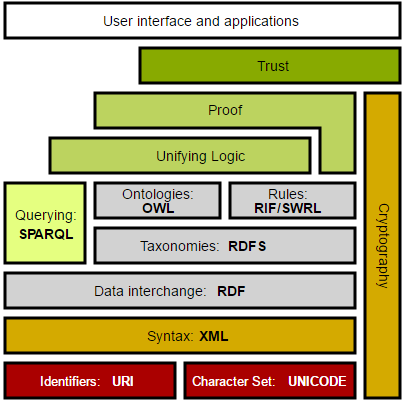 User interface and applications
Trust
Proof
Unifying Logic
Ontologies:
OWL
Rules:
RIF/SWRL
Querying:
SPARQL
Taxonomies: RDFS
Cryptography
Data interchange: RDF
Syntax: XML
Identifiers: URI
Character Set: UNICODE